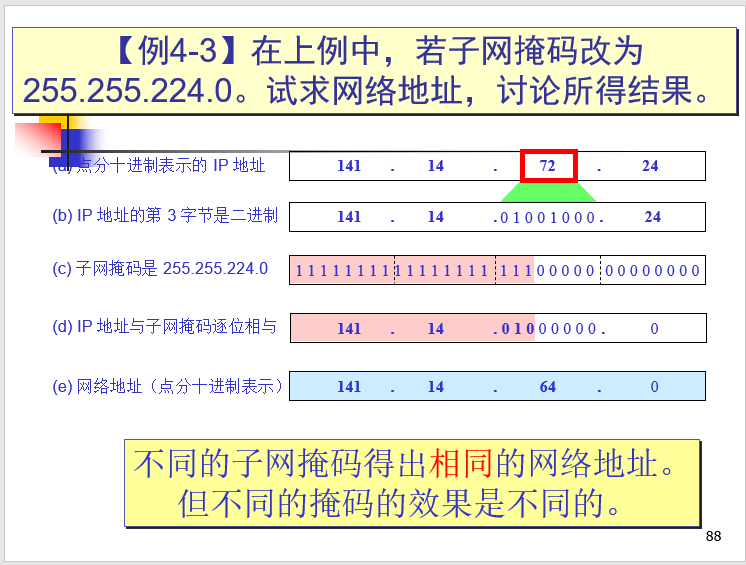 【例4-3】在上例中，若子网掩码改为
255.255.224.0。试求网络地址，讨论所得结果。
(a) 点分十进制表示的 IP 地址 141 . 14 . 72 . 24
(b) IP 地址的第 3 字节是二进制 141 . 14 .01001000. 24
(c) 子网掩码是 255.255.224.0 11111111 11111111 11100000 00000000
(d) IP 地址与子网掩码逐位相与 141 . 14 .01000000. 0
(e) 网络地址（点分十进制表示） 141 . 14 . 64 . 0
不同的子网掩码得出相同的网络地址。
但不同的掩码的效果是不同的。
88